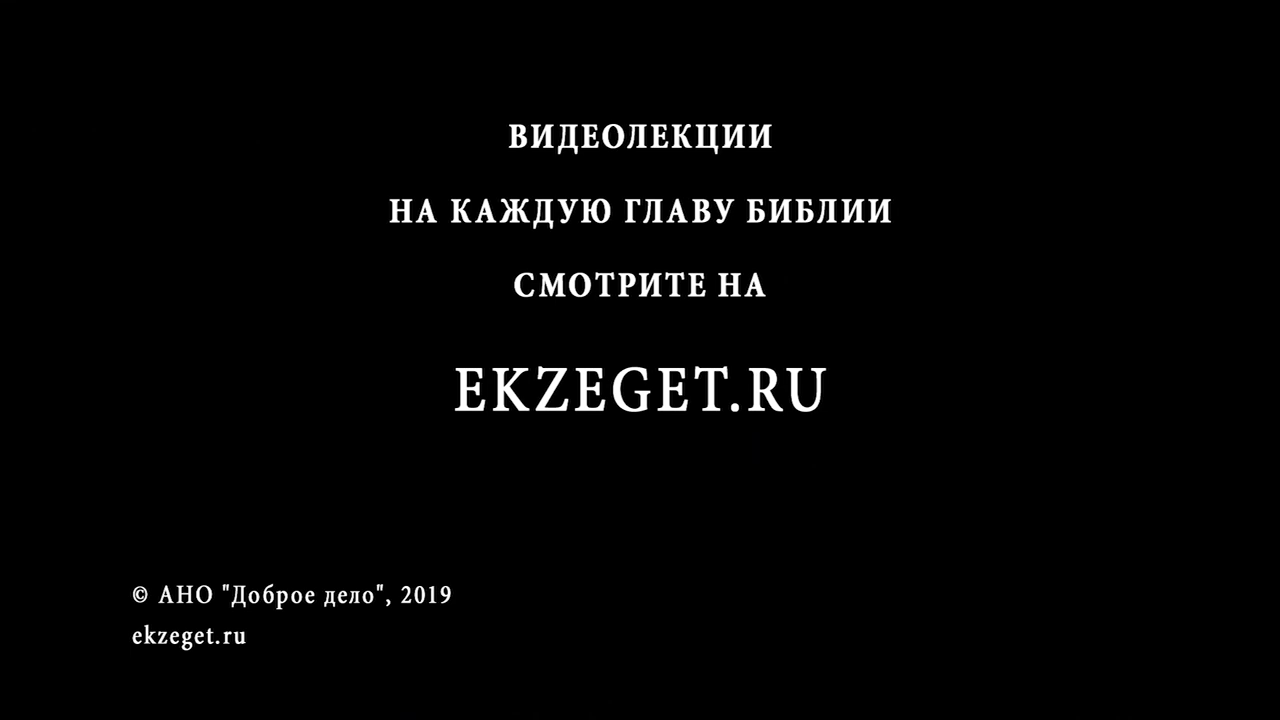 ВИДЕОЛЕКЦИИ
НА КАЖДУЮ ГЛАВУ БИБЛИИ
СМОТРИТЕ НА
EKZEGET.RU
© АНО "Доброе дело", 2019
ekzeget.ru